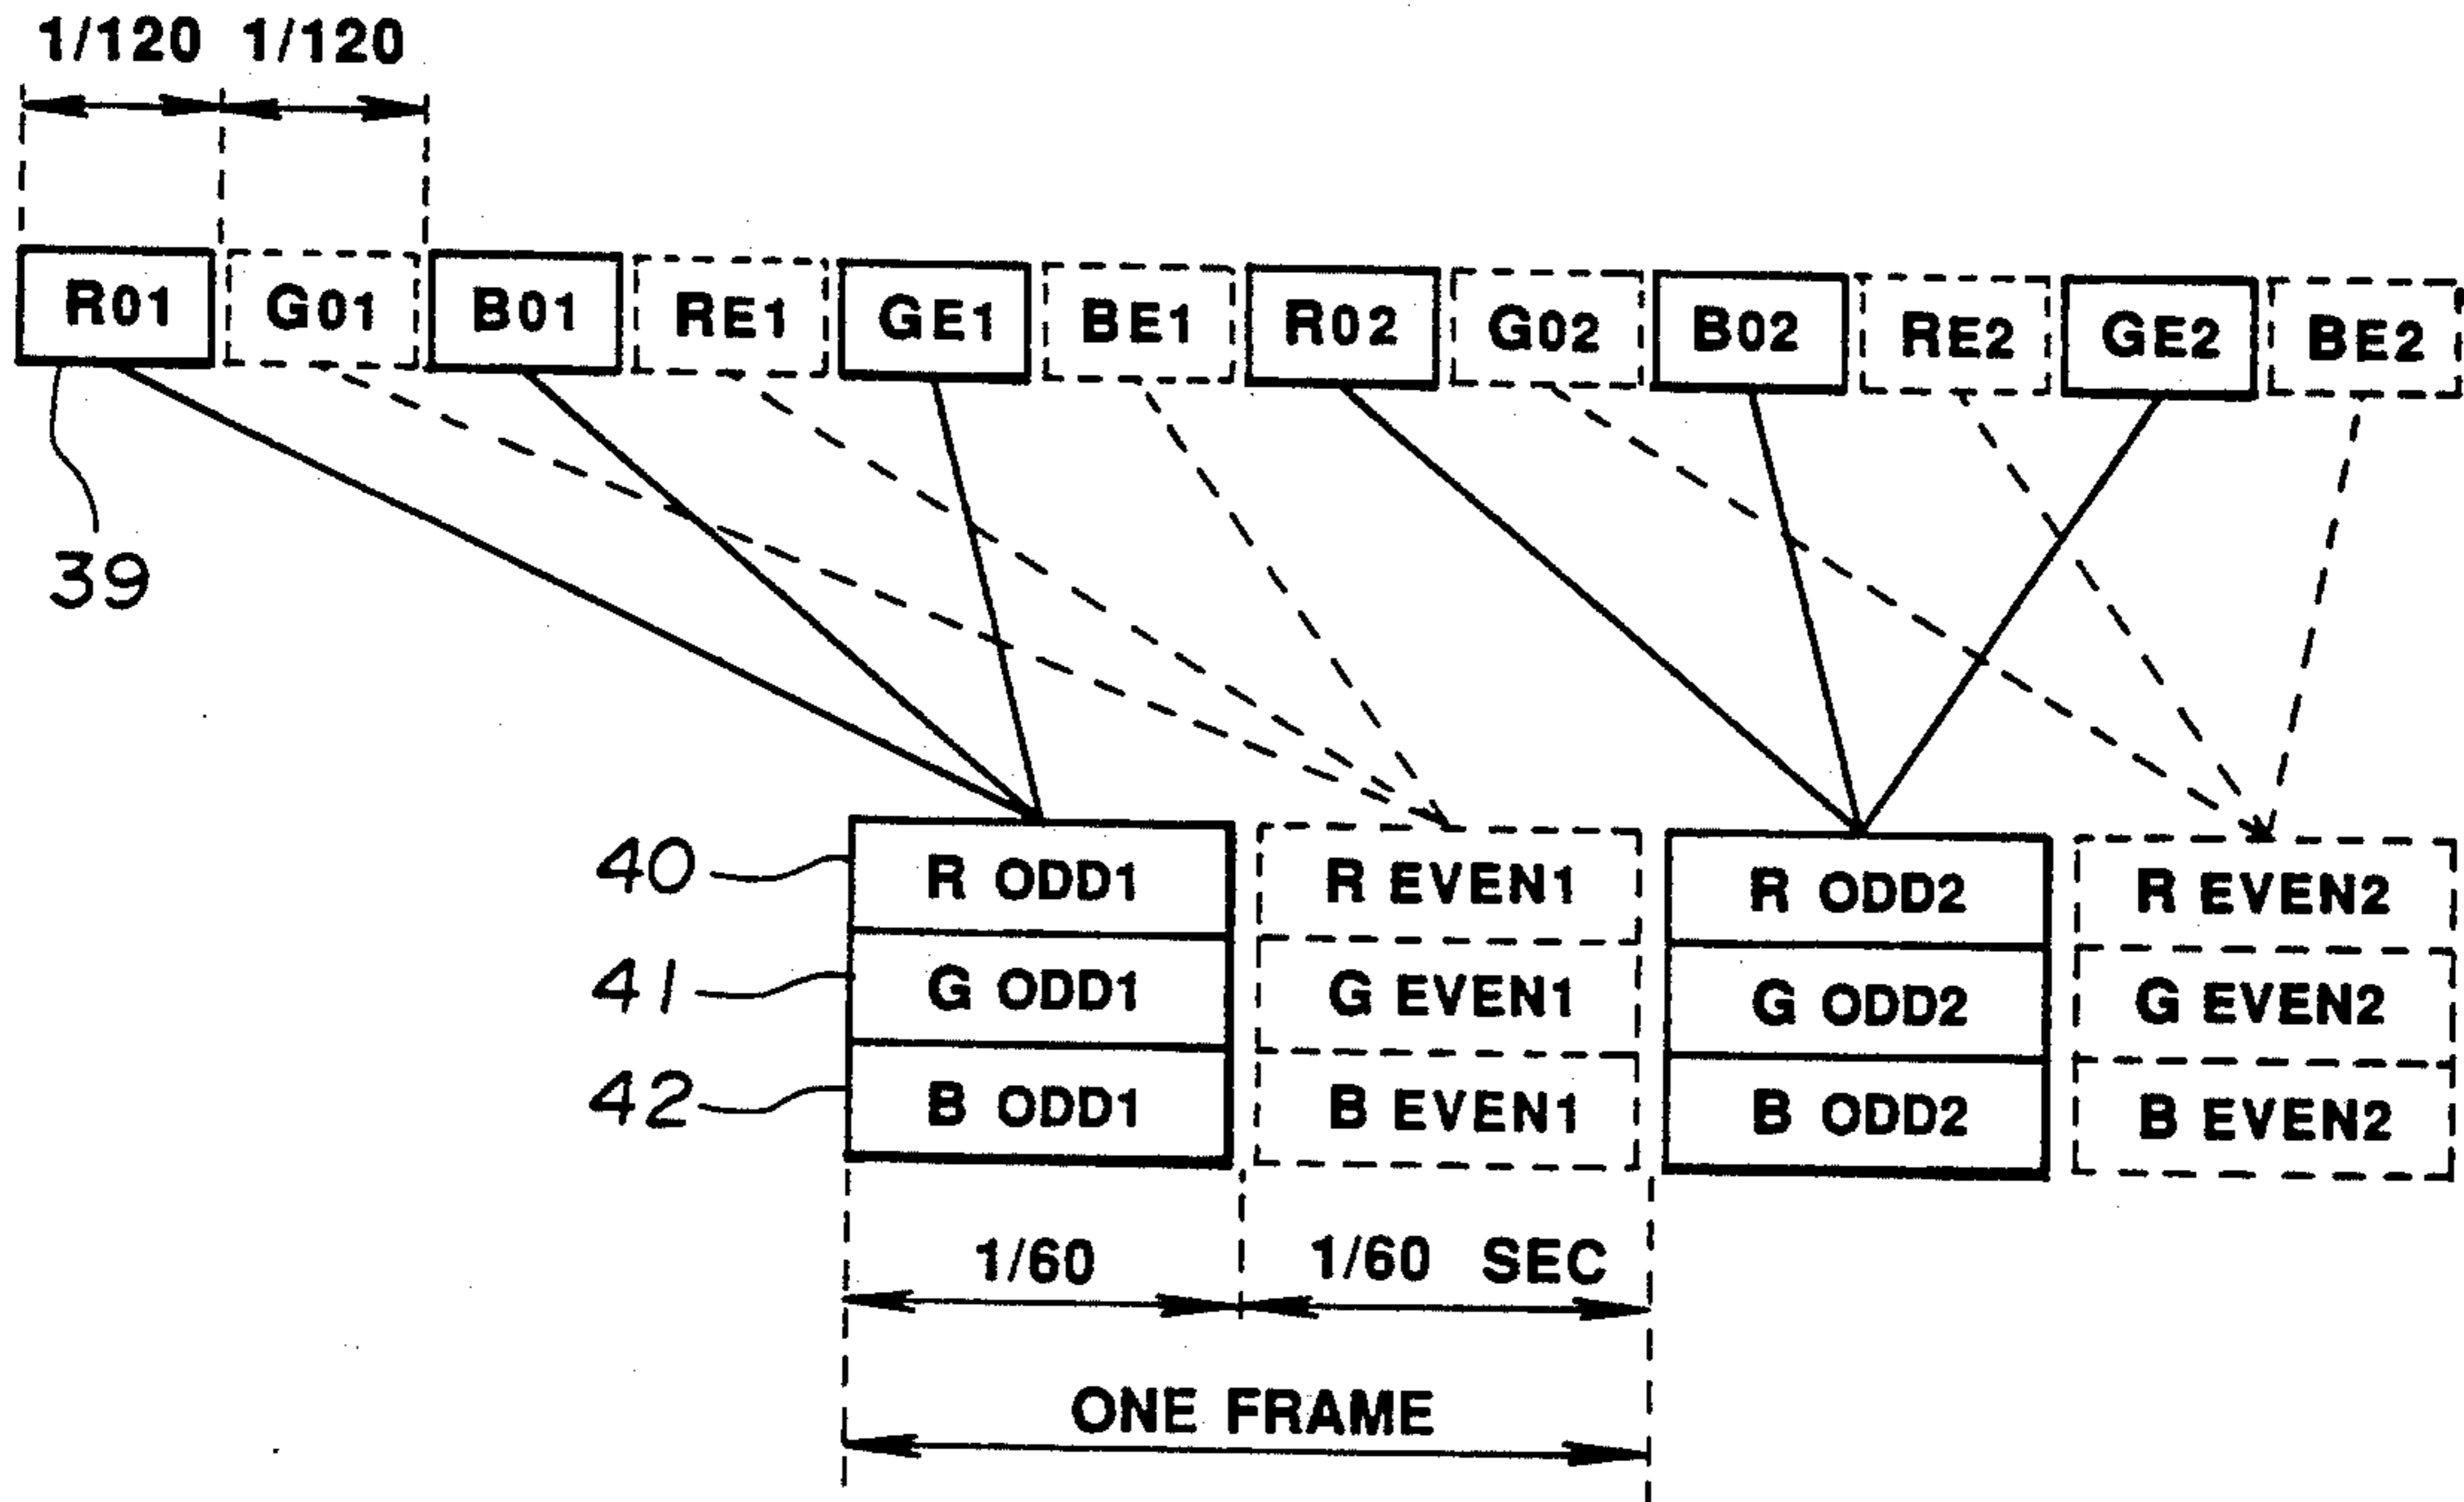 1/120 1/120
R01 G01 B01 RE1 GE1 BE1 R02 G02 B02 RE2 GE2 BE2
39
40 R ODD1 R EVEN1 R ODD2 R EVEN2
41 G ODD1 G EVEN1 G ODD2 G EVEN2
42 B ODD1 B EVEN1 B ODD2 B EVEN2
1/60 1/60 SEC
ONE FRAME